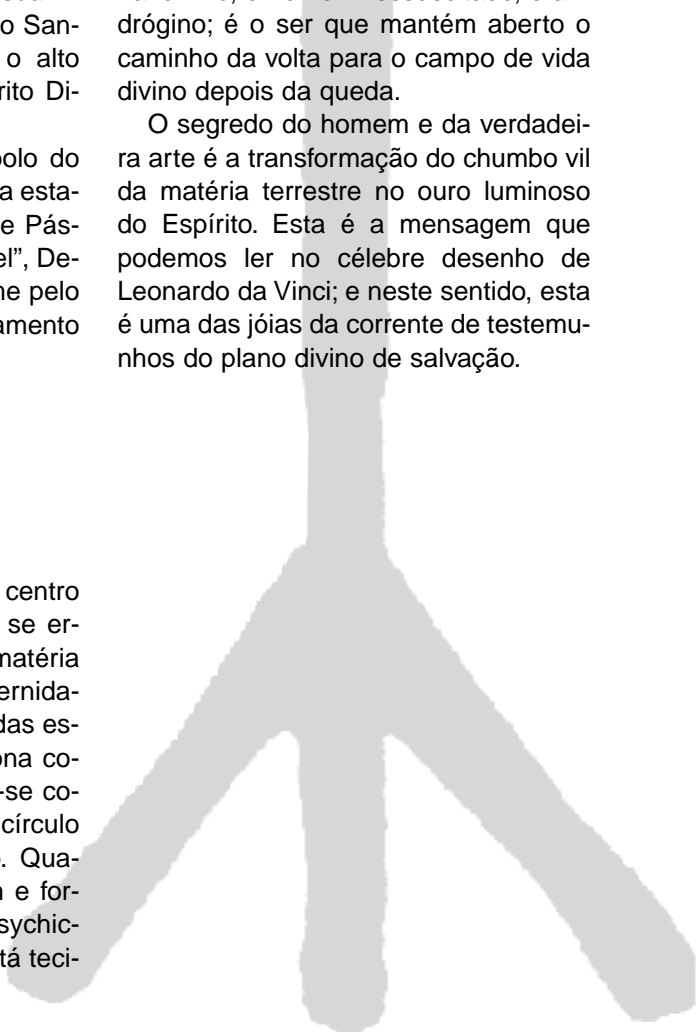 o San-
o alto
rito Di-
polo do
a esta-
e Pás-
el”, De-
ne pelo
amento
centro
se er-
matéria
ernida-
das es-
ona co-
-se co-
círculo
. Qua-
e for-
sychic-
tá teci-
drógino; é o ser que mantém aberto o
caminho da volta para o campo de vida
divino depois da queda.
O segredo do homem e da verdadei-
ra arte é a transformação do chumbo vil
da matéria terrestre no ouro luminoso
do Espírito. Esta é a mensagem que
podemos ler no célebre desenho de
Leonardo da Vinci; e neste sentido, esta
é uma das jóias da corrente de testemu-
nhos do plano divino de salvação.